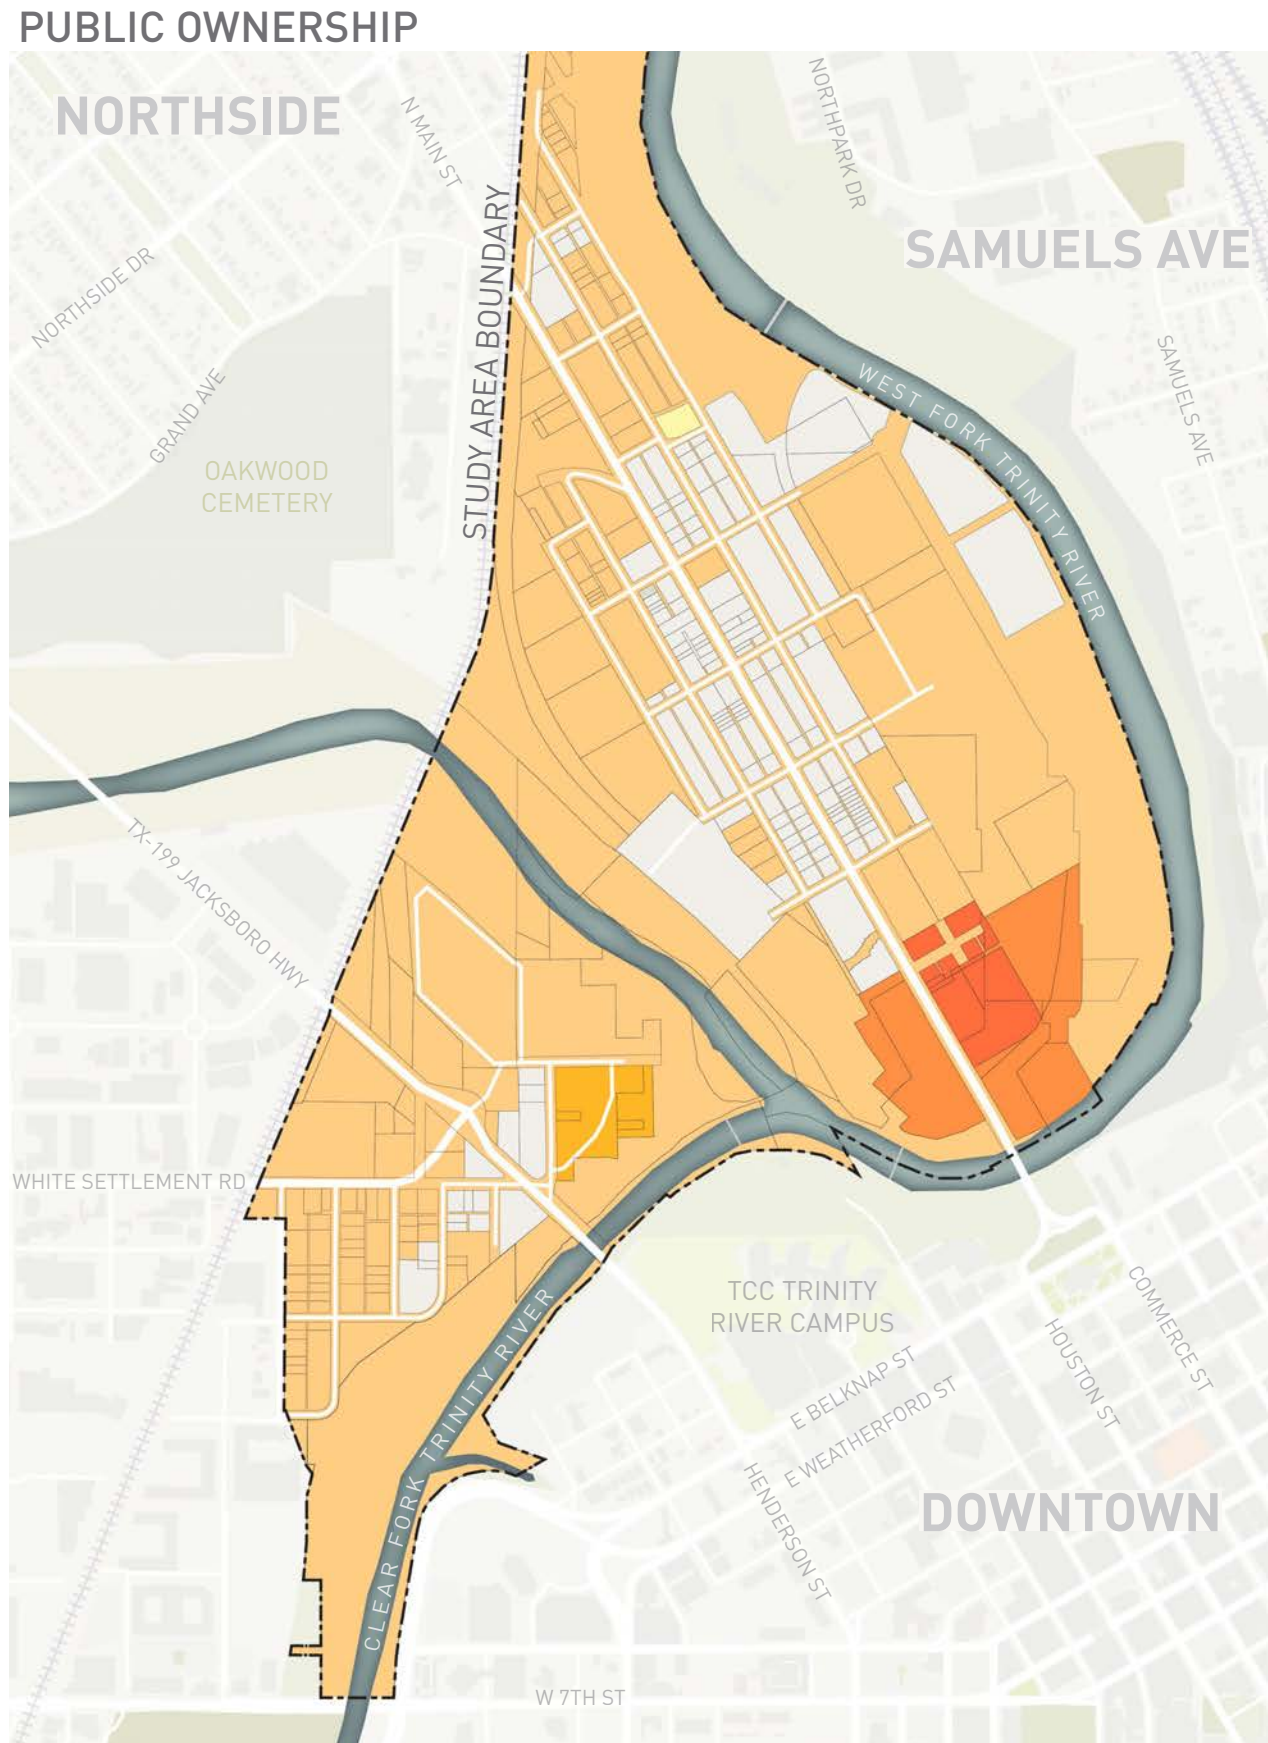 PUBLIC OWNERSHIP
NORTHSIDE
N MAIN ST
NORTHPARK DR
SAMUELS AVE
NORTHSIDE DR
STUDY AREA BOUNDARY
SAMUELS AVE
GRAND AVE
WEST FORK TRINITY RIVER
OAKWOOD
CEMETERY
TX-199 JACKSBORO HWY
WHITE SETTLEMENT RD
TCC TRINITY
RIVER CAMPUS
COMMERCE ST
HOUSTON ST
E BELKNAP ST
E WEATHERFORD ST
HENDERSON ST
DOWNTOWN
CLEAR FORK TRINITY RIVER
W 7TH ST